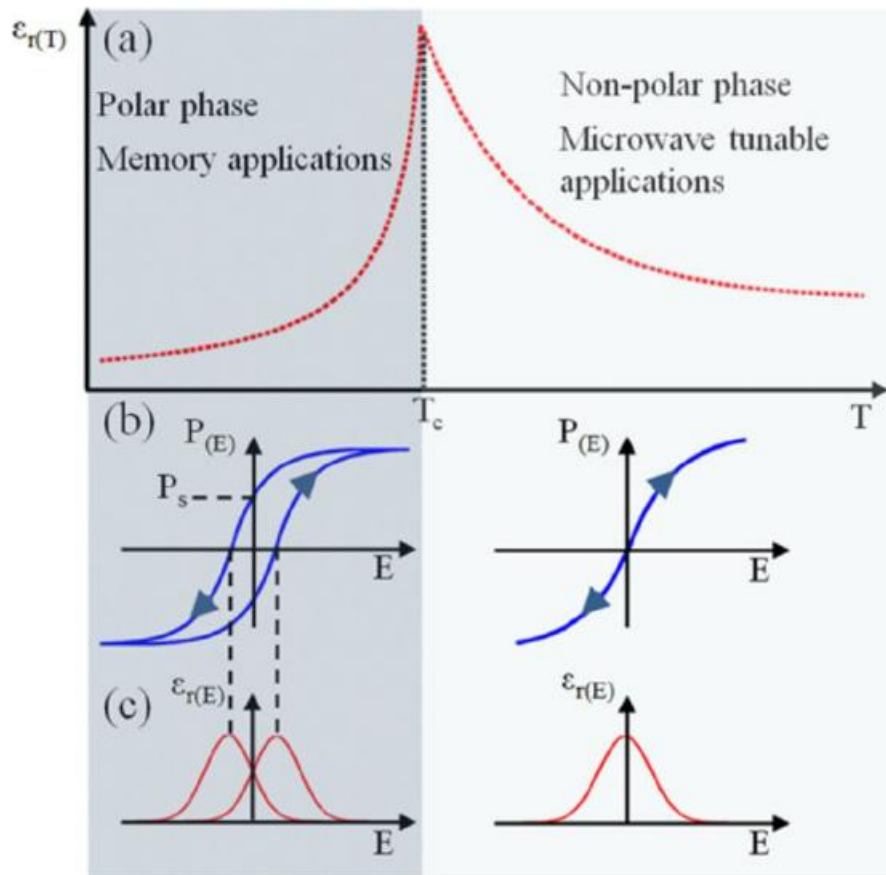 εr(T)
(a)
Polar phase
Memory applications
Non-polar phase
Microwave tunable
applications
Tc
T
(b)
P(E)
Ps
E
P(E)
E
(c)
εr(E)
E
εr(E)
E